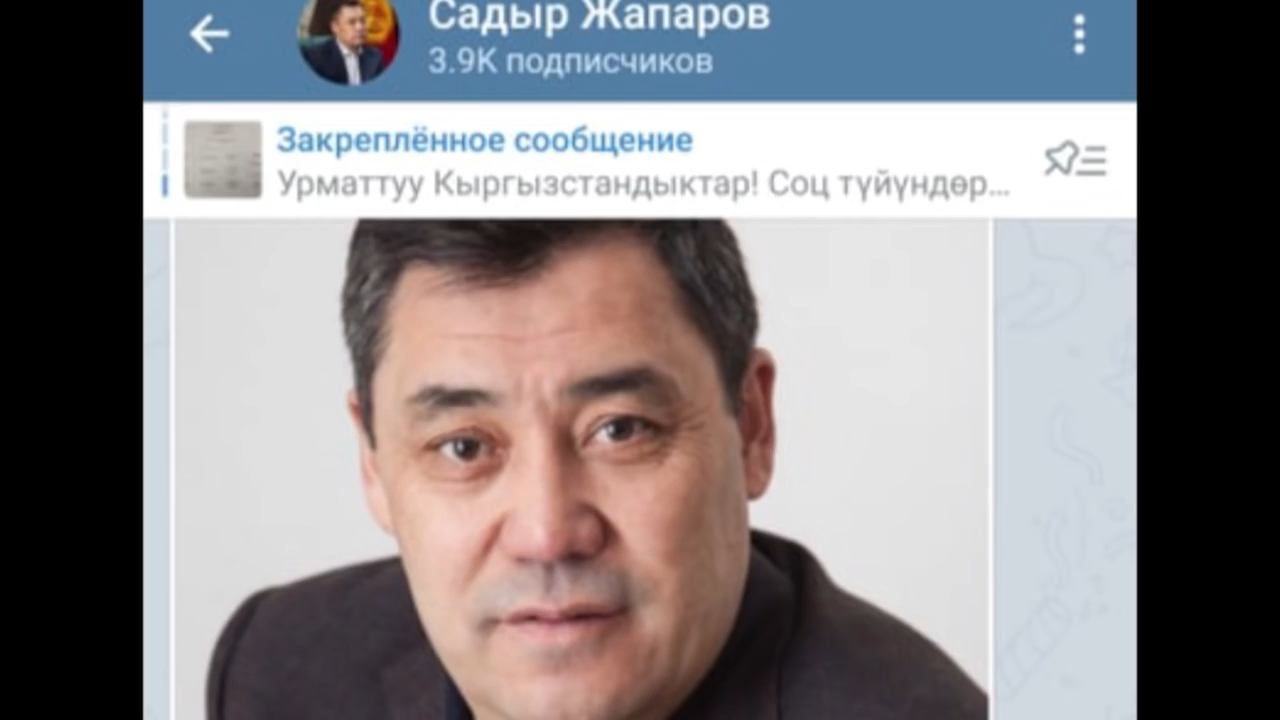 Садыр Жапаров
3.9K подписчиков
Закреплённое сообщение
Урматтуу Кыргызстандыктар! Соц түйүндөр...